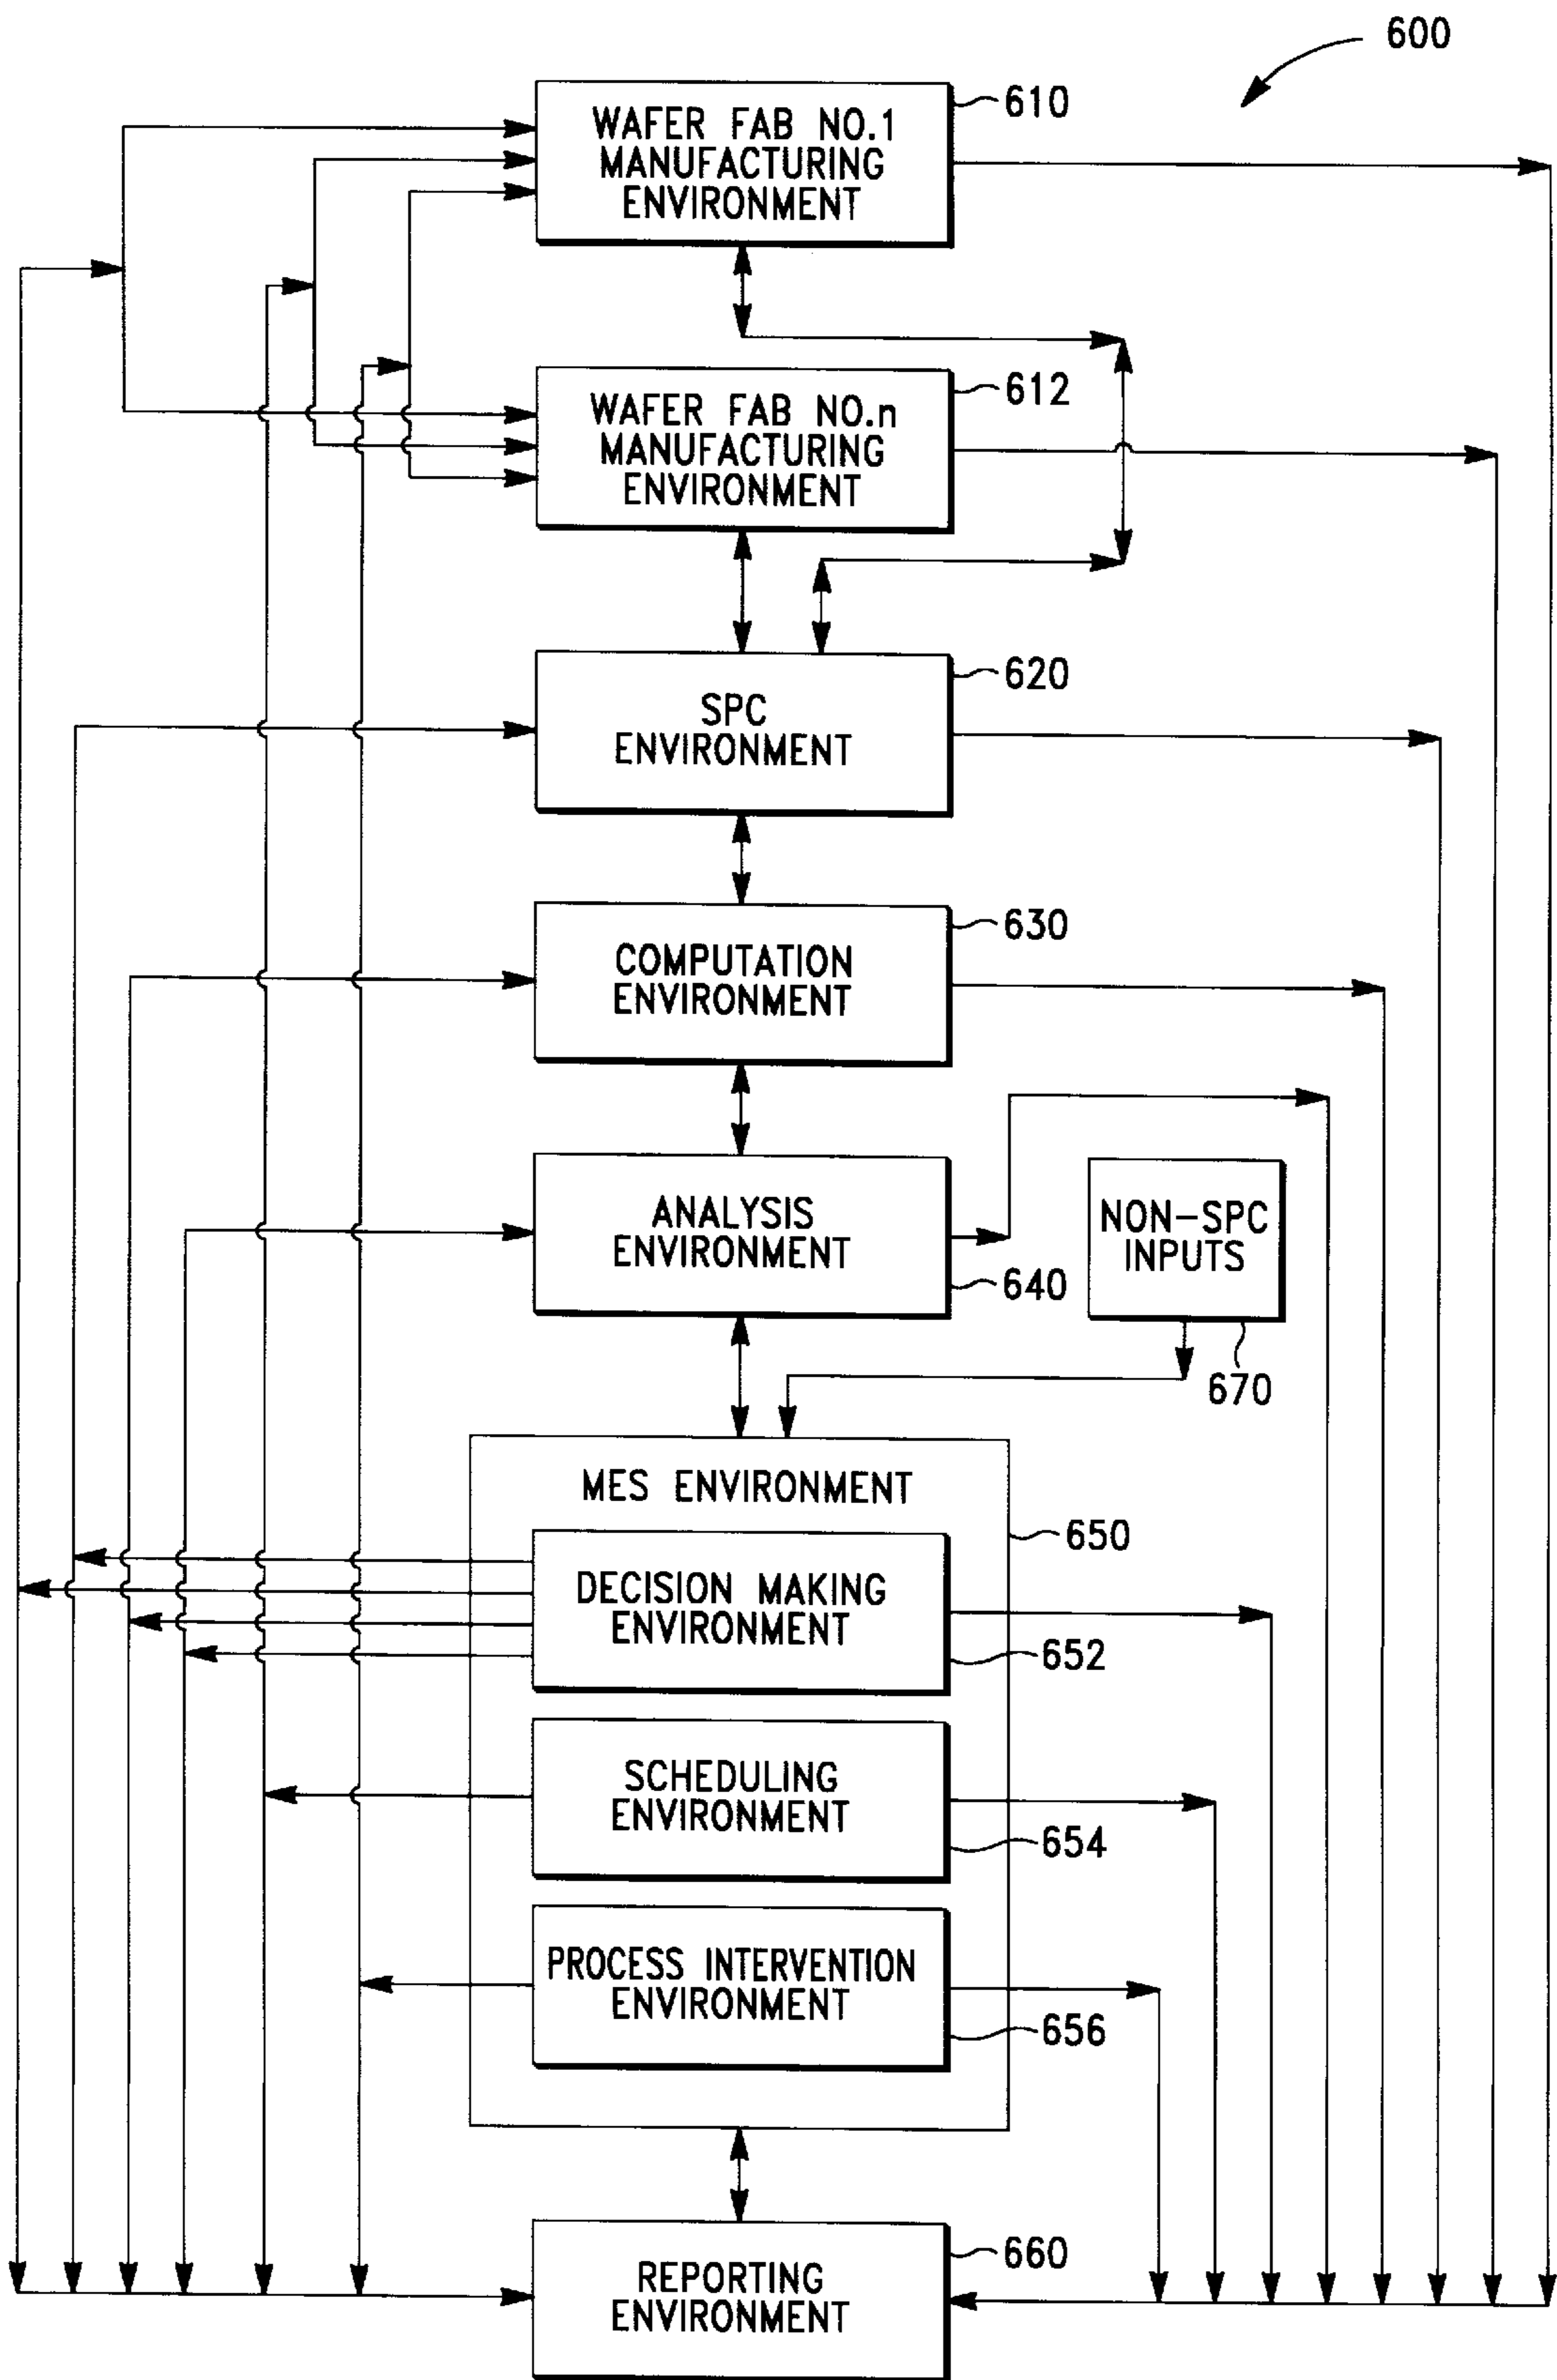 600
WAFER FAB NO.1
MANUFACTURING
ENVIRONMENT
610
WAFER FAB NO.n
MANUFACTURING
ENVIRONMENT
612
SPC
ENVIRONMENT
620
COMPUTATION
ENVIRONMENT
630
ANALYSIS
ENVIRONMENT
640
NON-SPC
INPUTS
670
MES ENVIRONMENT
650
DECISION MAKING
ENVIRONMENT
652
SCHEDULING
ENVIRONMENT
654
PROCESS INTERVENTION
ENVIRONMENT
656
REPORTING
ENVIRONMENT
660